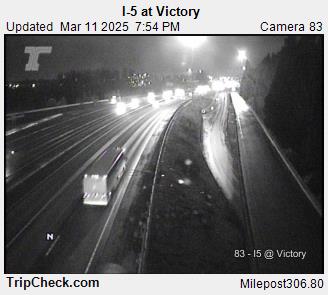 I-5 at Victory
Updated Mar 11 2025 7:54 PM Camera 83
T
N
83 - I5 @ Victory
TripCheck.com Milepost306.80